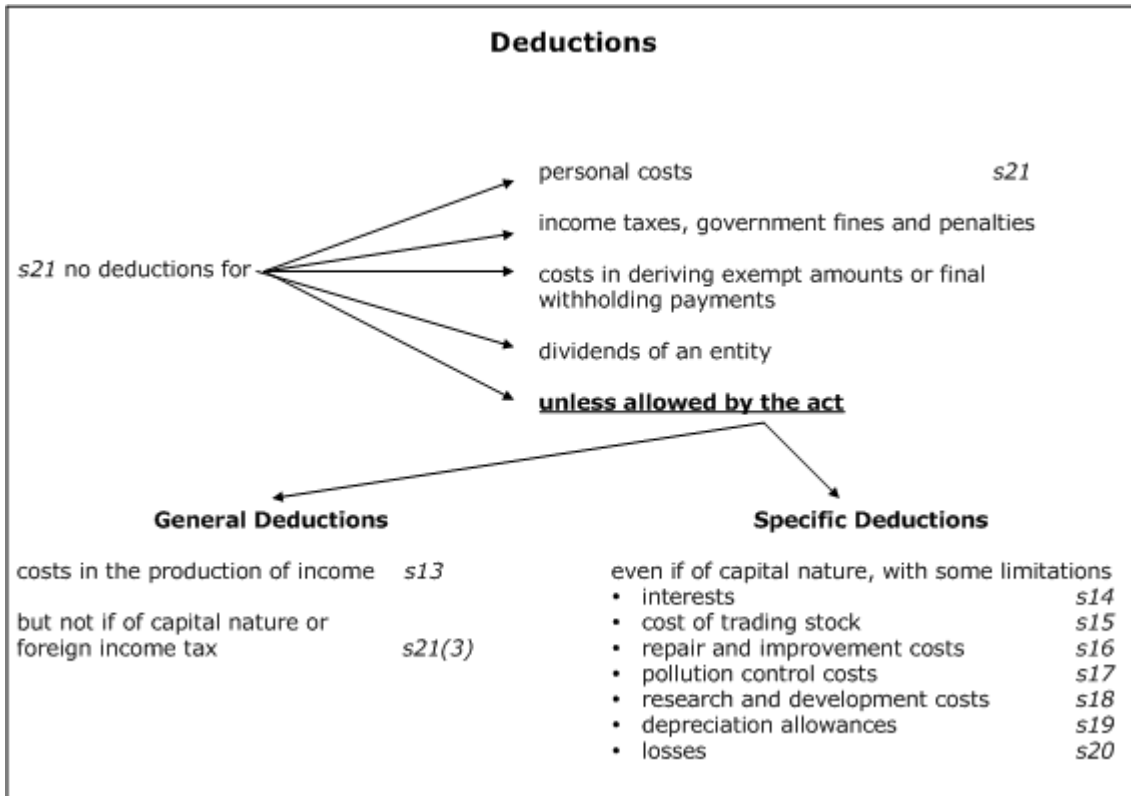 Deductions
personal costs s21
income taxes, government fines and penalties
s21 no deductions for
costs in deriving exempt amounts or final
withholding payments
dividends of an entity
unless allowed by the act
General Deductions
costs in the production of income s13
but not if of capital nature or
foreign income tax s21(3)
Specific Deductions
even if of capital nature, with some limitations
• interests s14
• cost of trading stock s15
• repair and improvement costs s16
• pollution control costs s17
• research and development costs s18
• depreciation allowances s19
• losses s20